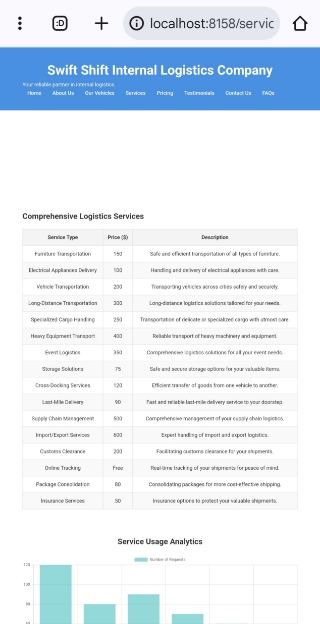 localhost:8158/servic
Swift Shift Internal Logistics Company
Your reliable partner in internal logistics.
Home About Us Our Vehicles Services Pricing Testimonials Contact Us FAQs
Comprehensive Logistics Services
Service Type Price ($) Description
Furniture Transportation 150 Safe and efficient transportation of all types of furniture.
Electrical Appliances Delivery 100 Handling and delivery of electrical appliances with care.
Vehicle Transportation 200 Transporting vehicles across cities safely and securely.
Long-Distance Transportation 300 Long-distance logistics solutions tailored for your needs.
Specialized Cargo Handling 250 Transportation of delicate or specialized cargo with utmost care.
Heavy Equipment Transport 400 Reliable transport of heavy machinery and equipment.
Event Logistics 350 Comprehensive logistics solutions for all your event needs.
Storage Solutions 75 Safe and secure storage options for your valuable items.
Cross-Docking Services 120 Efficient transfer of goods from one vehicle to another.
Last-Mile Delivery 90 Fast and reliable last-mile delivery service to your doorstep.
Supply Chain Management 500 Comprehensive management of your supply chain logistics.
Import/Export Services 600 Expert handling of import and export logistics.
Customs Clearance 200 Facilitating customs clearance for your shipments.
Online Tracking Free Real-time tracking of your shipments for peace of mind.
Package Consolidation 80 Consolidating packages for more cost-effective shipping.
Insurance Services 50 Insurance options to protect your valuable shipments.
Service Usage Analytics
Number of Requests
120
100
80
60